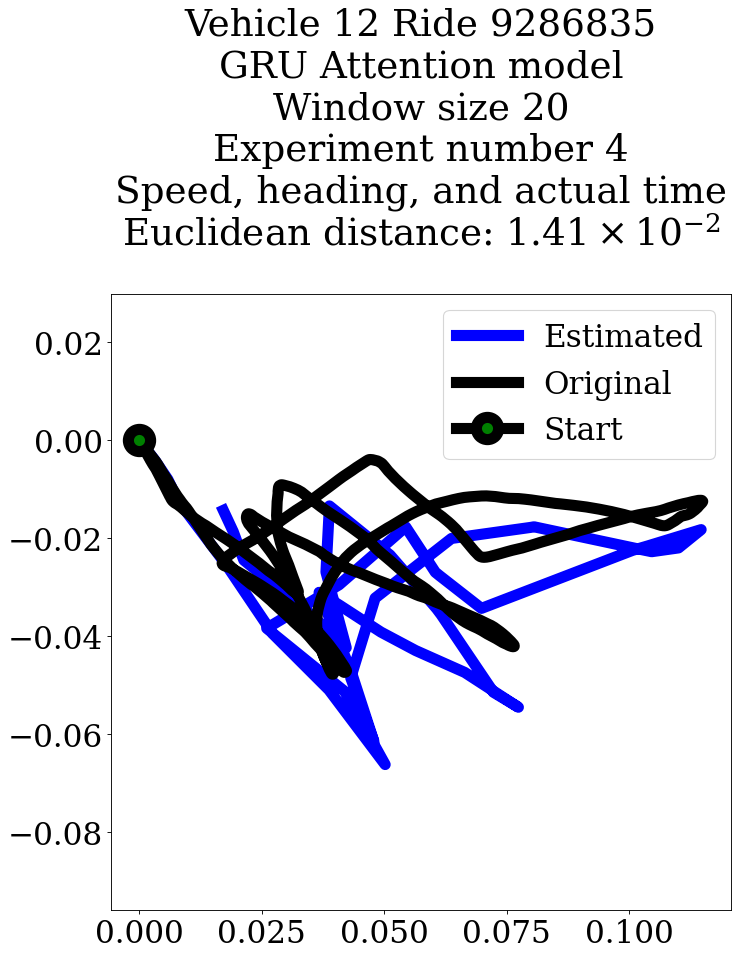 Vehicle 12 Ride 9286835
GRU Attention model
Window size 20
Experiment number 4
Speed, heading, and actual time
Euclidean distance: 1.41 × 10⁻²
Estimated
Original
Start
0.02
0.00
−0.02
−0.04
−0.06
−0.08
0.000 0.025 0.050 0.075 0.100